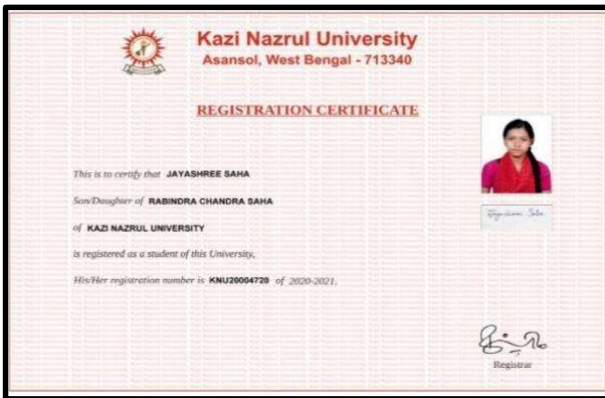 Kazi Nazrul University
Asansol, West Bengal - 713340
REGISTRATION CERTIFICATE
This is to certify that JAYASHREE SAHA
Son/Daughter of RABINDRA CHANDRA SAHA
of KAZI NAZRUL UNIVERSITY
is registered as a student of this University,
His/Her registration number is KNU20004720 of 2020-2021.
Jayashree Saha
Registrar